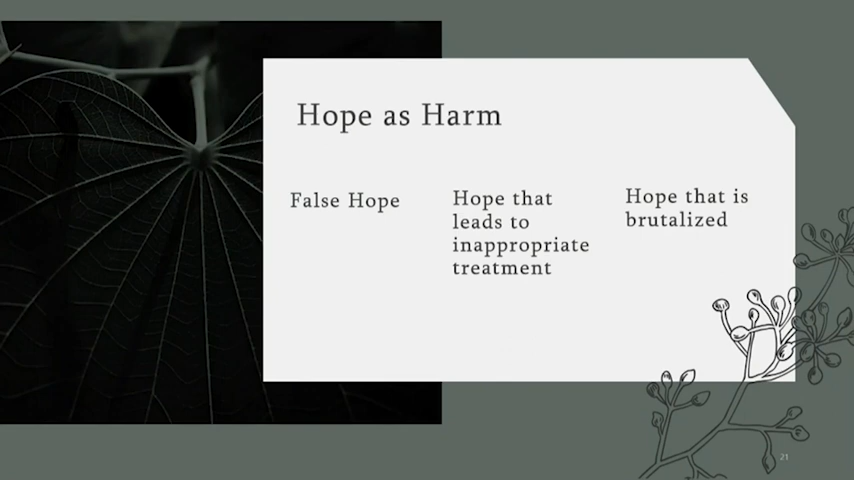 Hope as Harm
False Hope
Hope that
leads to
inappropriate
treatment
Hope that is
brutalized
21